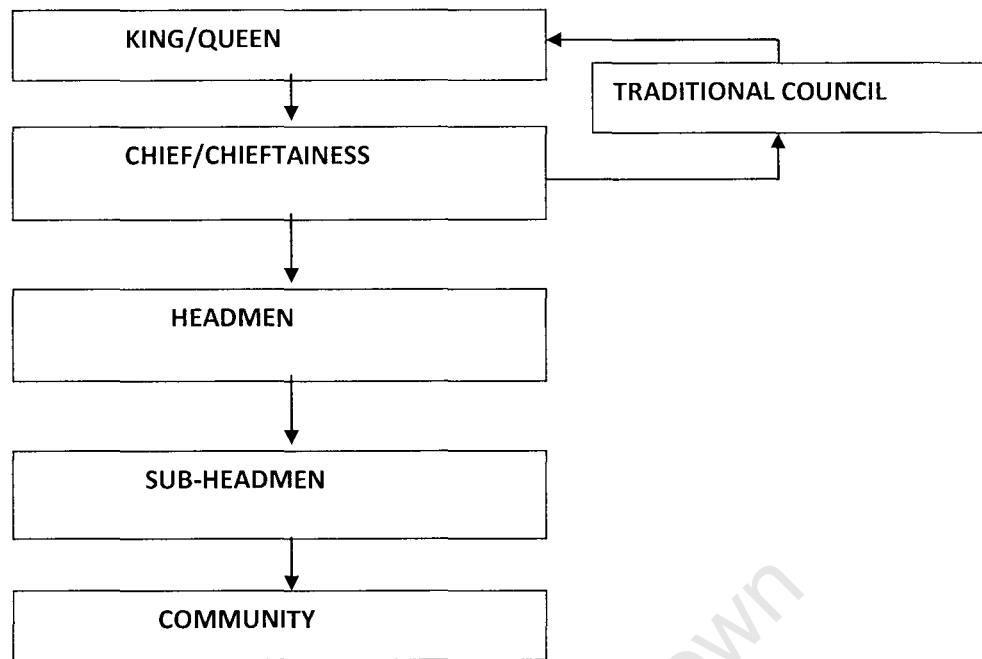 KING/QUEEN
TRADITIONAL COUNCIL
CHIEF/CHIEFTAINESS
HEADMEN
SUB-HEADMEN
COMMUNITY